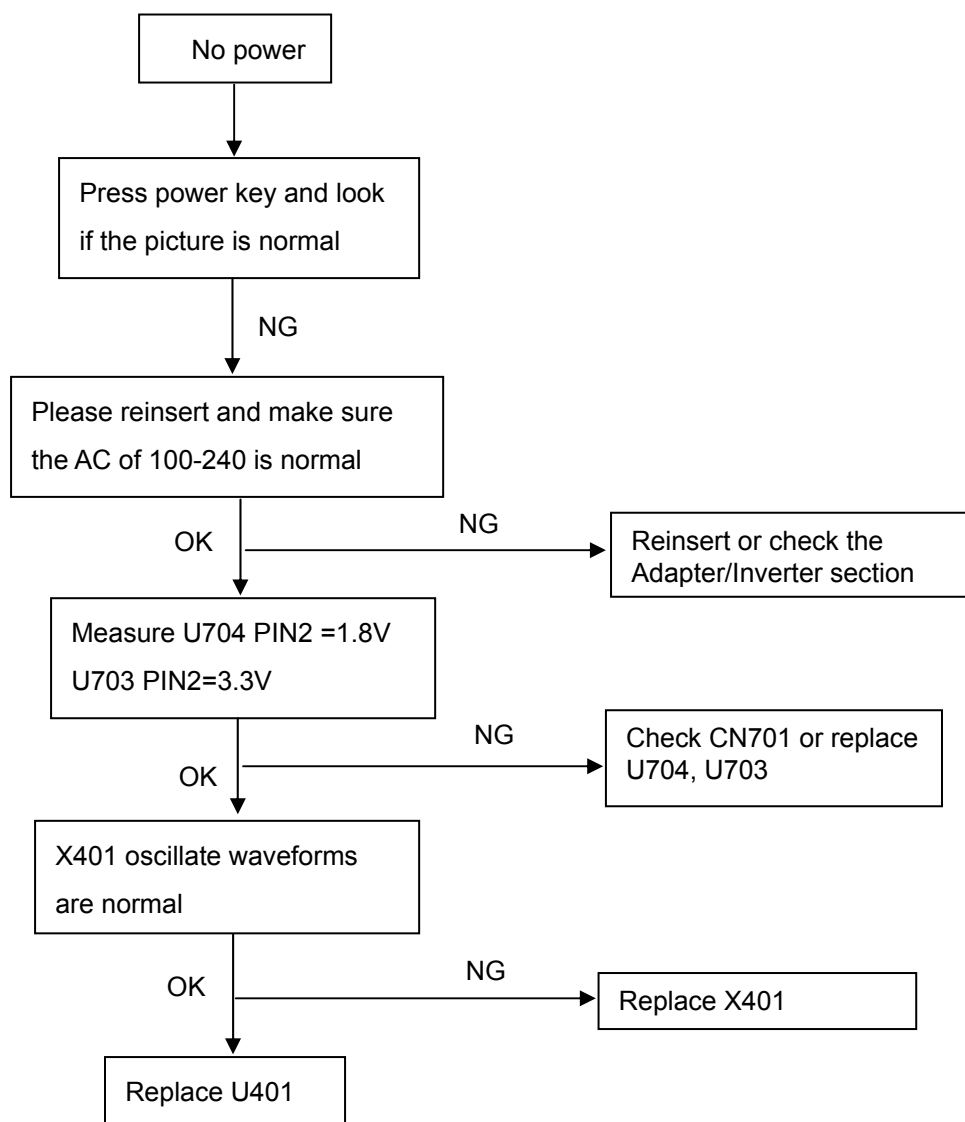 No power
Press power key and look
if the picture is normal
NG
Please reinsert and make sure
the AC of 100-240 is normal
OK
NG
Reinsert or check the
Adapter/Inverter section
Measure U704 PIN2 =1.8V
U703 PIN2=3.3V
OK
NG
Check CN701 or replace
U704, U703
X401 oscillate waveforms
are normal
OK
NG
Replace X401
Replace U401